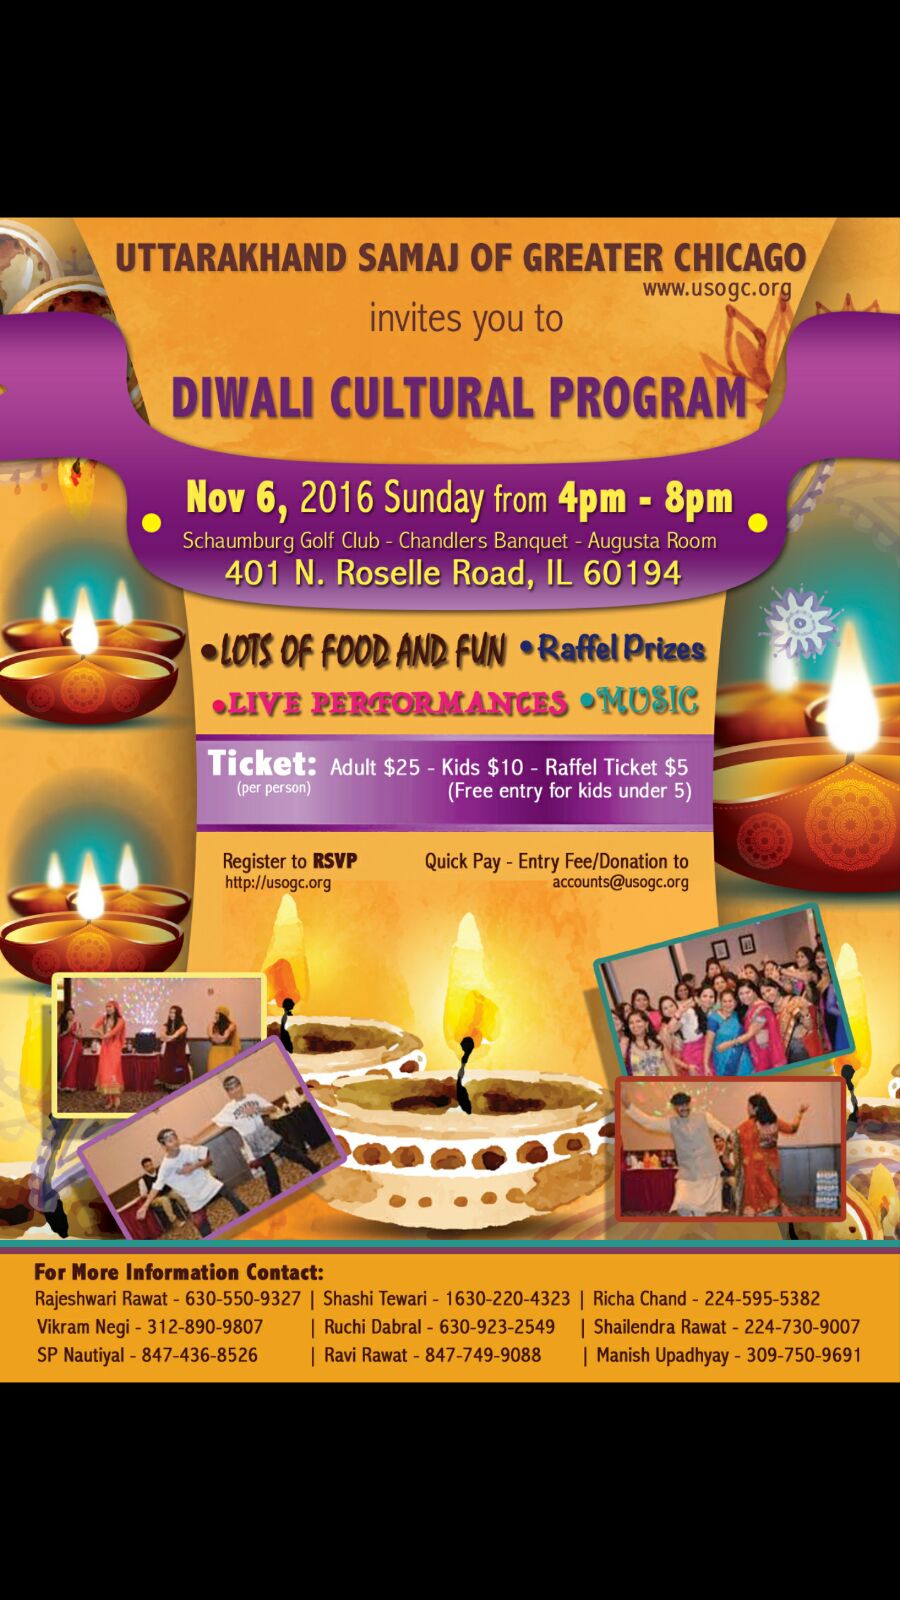 UTTARAKHAND SAMAJ OF GREATER CHICAGO
www.usogc.org
invites you to
DIWALI CULTURAL PROGRAM
Nov 6, 2016 Sunday from 4pm - 8pm
Schaumburg Golf Club - Chandlers Banquet - Augusta Room
401 N. Roselle Road, IL 60194
•LOTS OF FOOD AND FUN •Raffel Prizes
•LIVE PERFORMANCES •MUSIC
Ticket: Adult $25 - Kids $10 - Raffel Ticket $5
(per person) (Free entry for kids under 5)
Register to RSVP Quick Pay - Entry Fee/Donation to
http://usogc.org accounts@usogc.org
For More Information Contact:
Rajeshwari Rawat - 630-550-9327 | Shashi Tewari - 1630-220-4323 | Richa Chand - 224-595-5382
Vikram Negi - 312-890-9807 | Ruchi Dabral - 630-923-2549 | Shailendra Rawat - 224-730-9007
SP Nautiyal - 847-436-8526 | Ravi Rawat - 847-749-9088 | Manish Upadhyay - 309-750-9691